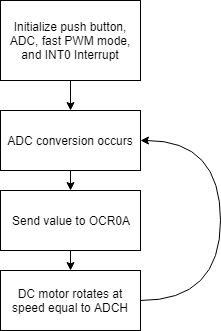 Initialize push button,
ADC, fast PWM mode,
and INT0 Interrupt
ADC conversion occurs
Send value to OCR0A
DC motor rotates at
speed equal to ADCH